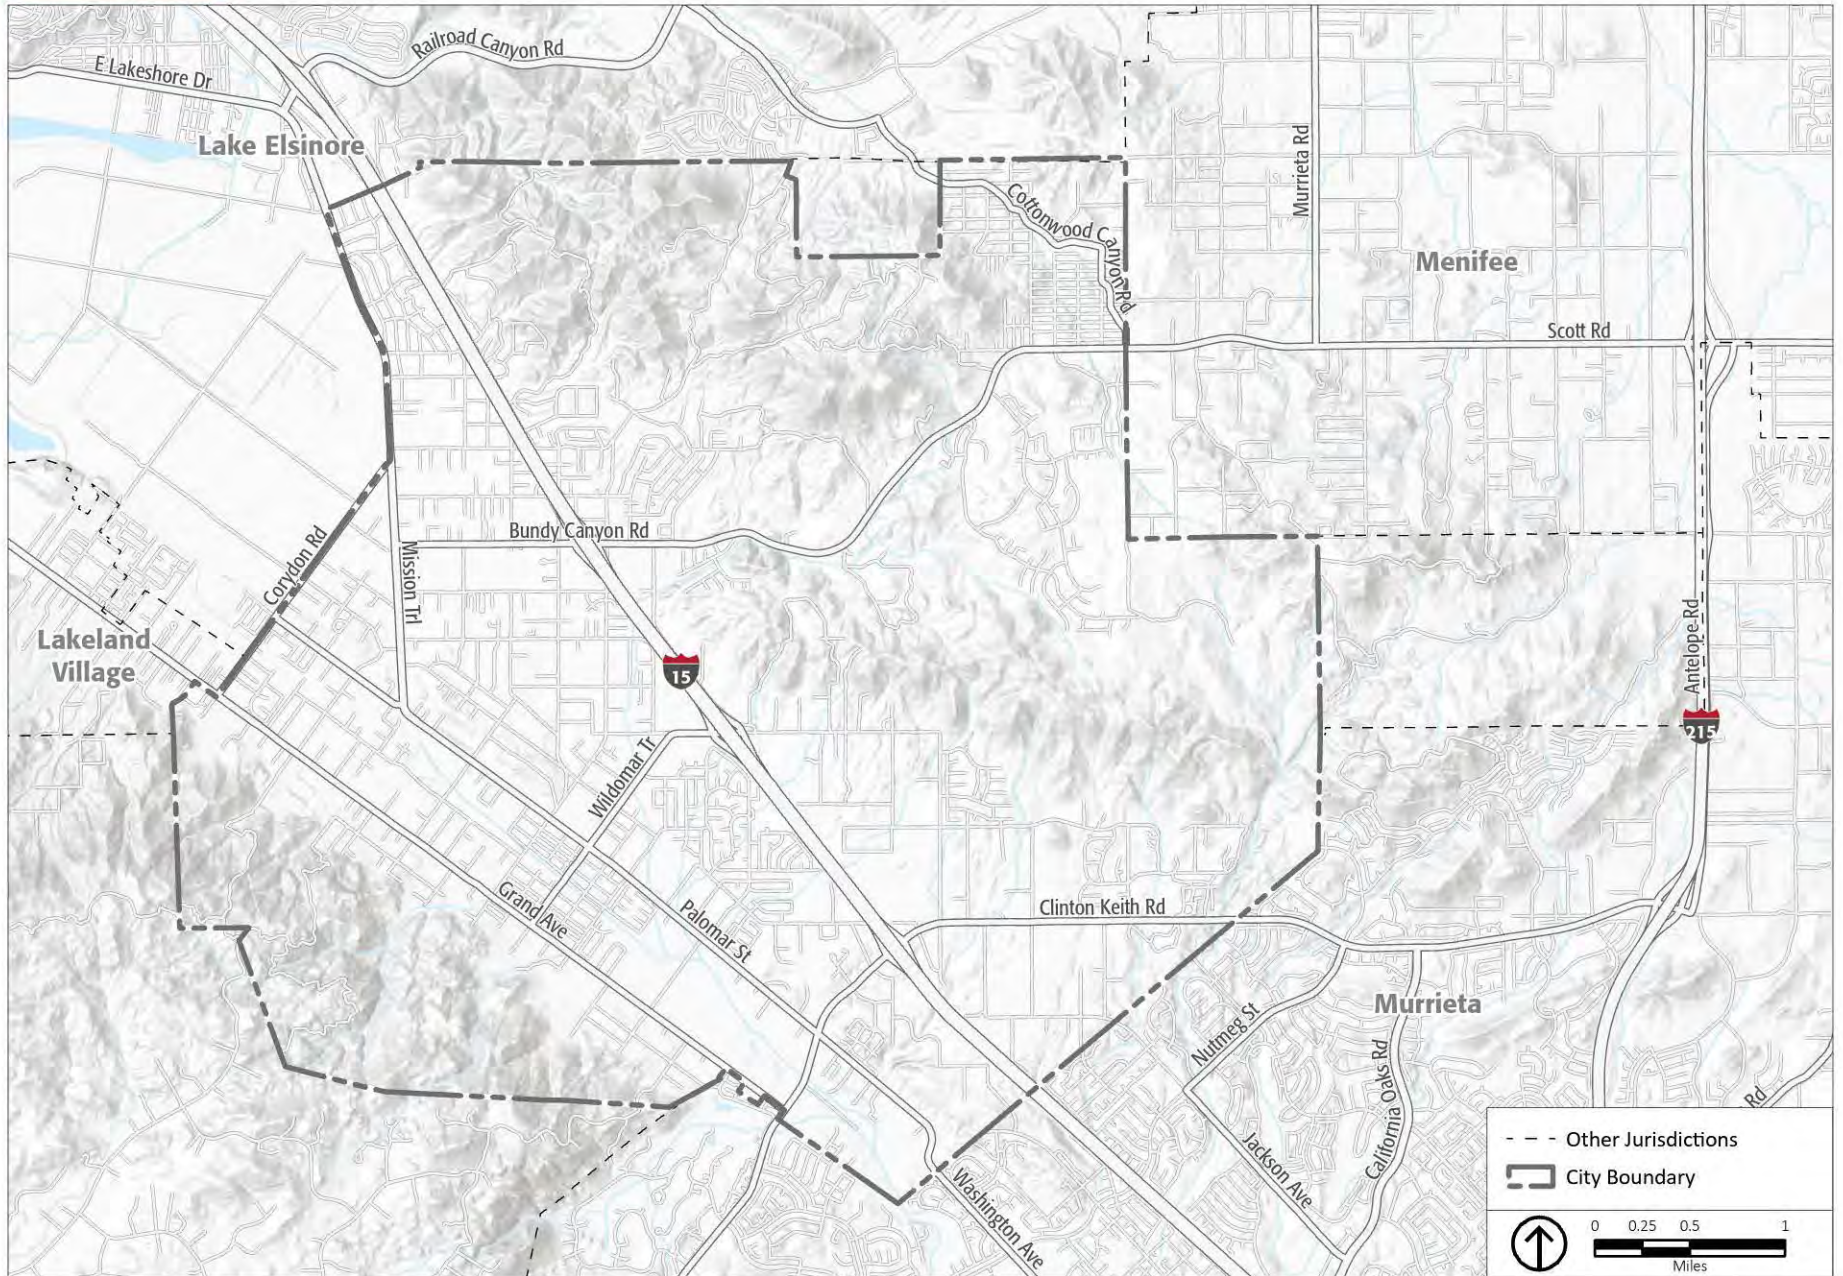 Railroad Canyon Rd
E Lakeshore Dr
Lake Elsinore
Murrieta Rd
Cottonwood Canyon Rd
Menifee
Scott Rd
Bundy Canyon Rd
Corydon Rd
Mission Trl
Lakeland
Village
Antelope Rd
15
215
Wildomar Tr
Grand Ave
Palomar St
Clinton Keith Rd
Murrieta
Nutmeg St
California Oaks Rd
Jackson Ave
Washington Ave
Rd
Other Jurisdictions
City Boundary
0 0.25 0.5 1
Miles